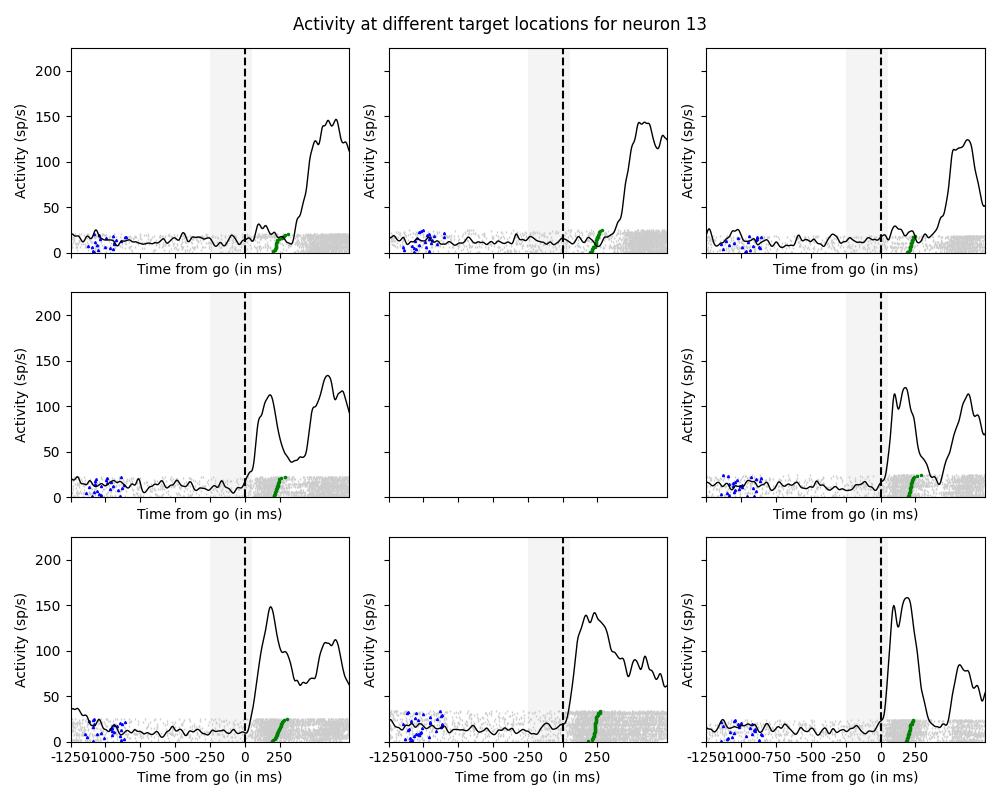 Activity at different target locations for neuron 13
Activity (sp/s)
200
150
100
50
0
Time from go (in ms)
Activity (sp/s)
Time from go (in ms)
Activity (sp/s)
Time from go (in ms)
Activity (sp/s)
200
150
100
50
0
Time from go (in ms)
Activity (sp/s)
Time from go (in ms)
Activity (sp/s)
Time from go (in ms)
Activity (sp/s)
200
150
100
50
0
-1250 -1000 -750 -500 -250 0 250
Time from go (in ms)
Activity (sp/s)
-1250 -1000 -750 -500 -250 0 250
Time from go (in ms)
Activity (sp/s)
-1250 -1000 -750 -500 -250 0 250
Time from go (in ms)